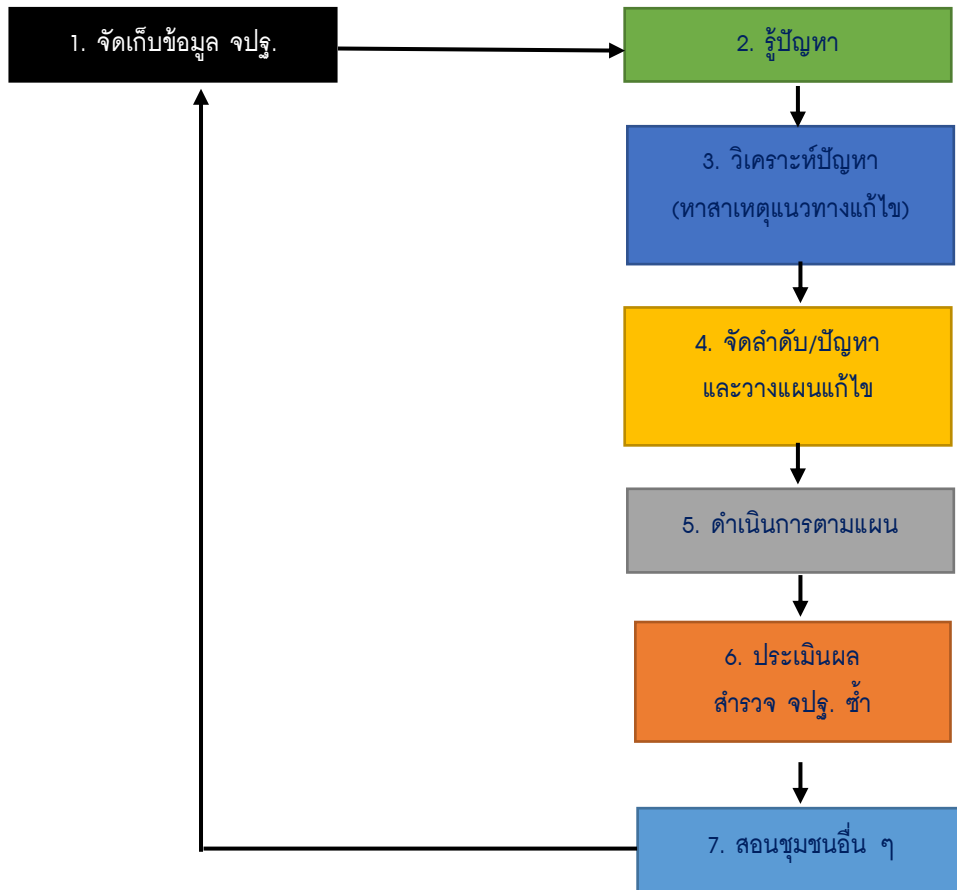 1. จัดเก็บข้อมูล จปฐ.
2. รู้ปัญหา
3. วิเคราะห์ปัญหา
(หาสาเหตุแนวทางแก้ไข)
4. จัดลำดับ/ปัญหา
และวางแผนแก้ไข
5. ดำเนินการตามแผน
6. ประเมินผล
สำรวจ จปฐ. ซ้ำ
7. สอนชุมชนอื่น ๆ